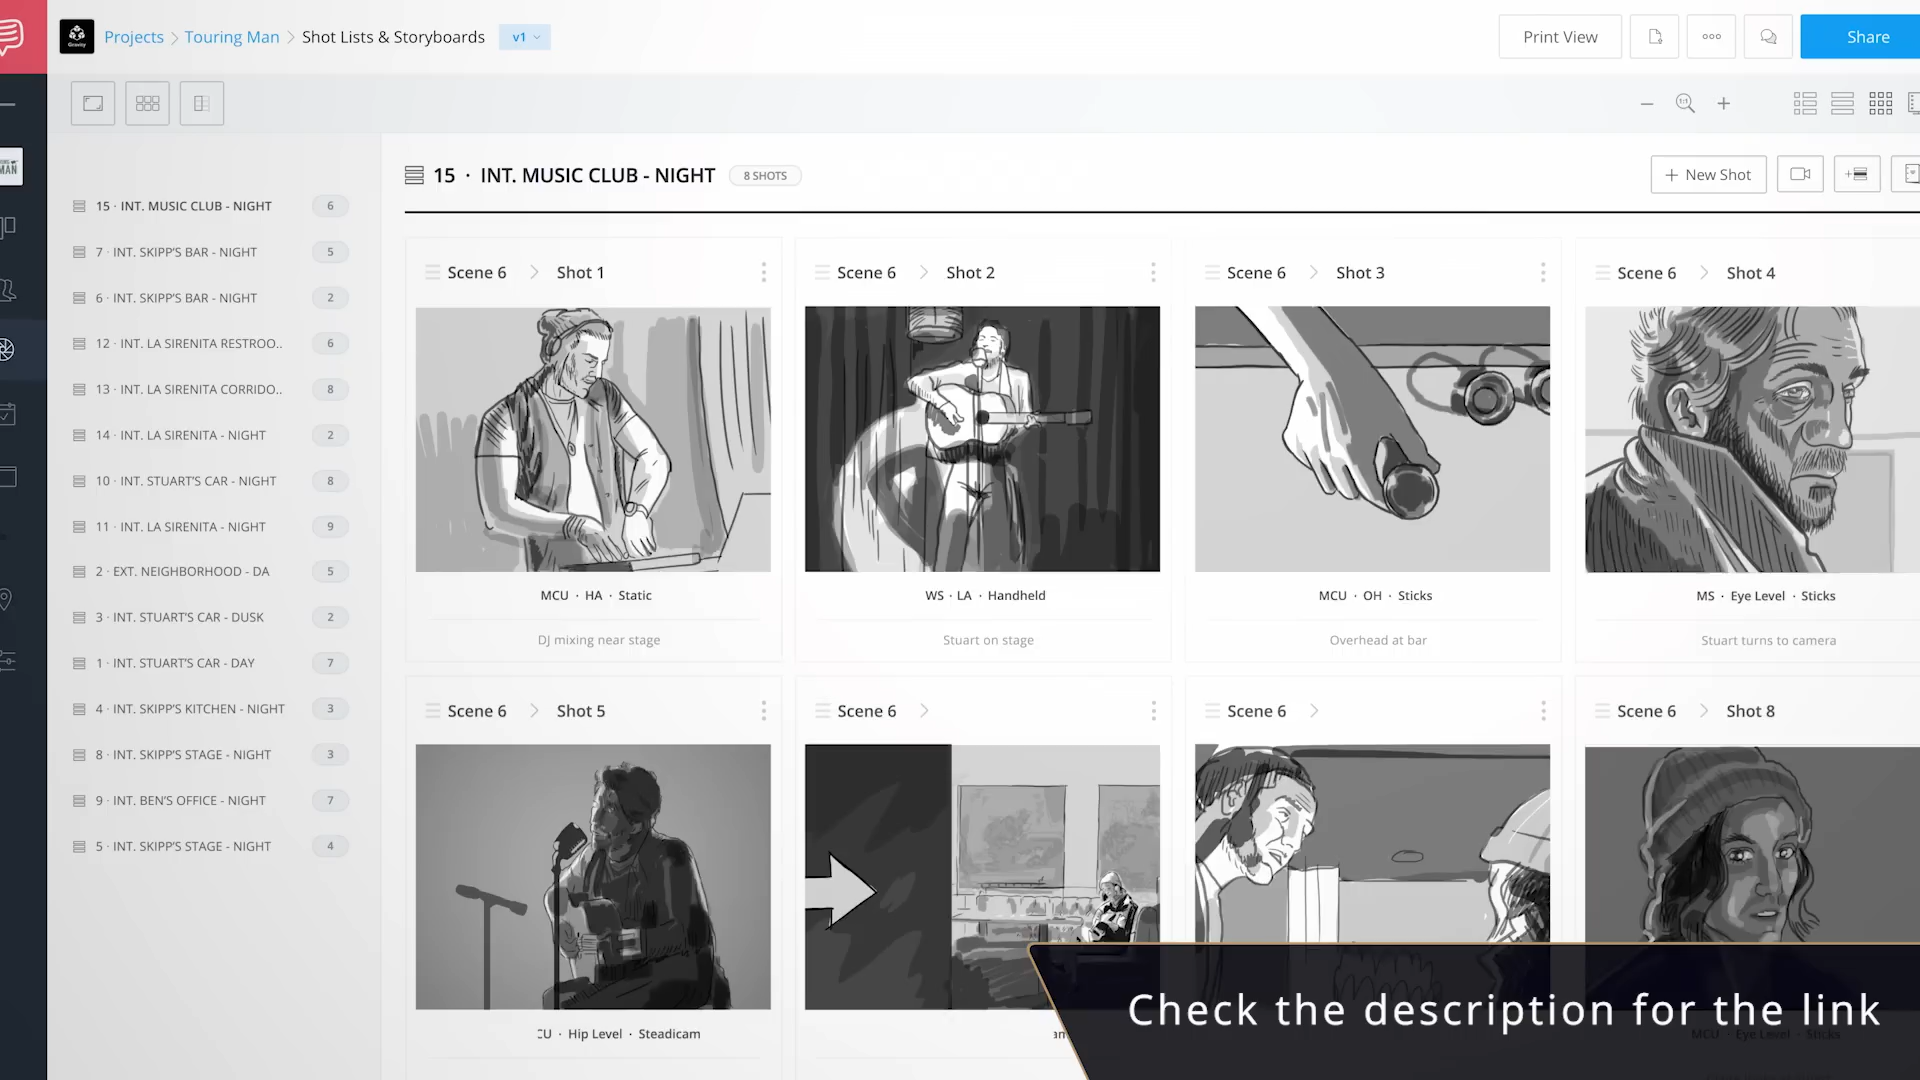 Gravity
Projects > Touring Man > Shot Lists & Storyboards
v1
Print View
Share
MAN
15 · INT. MUSIC CLUB - NIGHT
8 SHOTS
+ New Shot
15 · INT. MUSIC CLUB - NIGHT 6
7 · INT. SKIPP'S BAR - NIGHT 5
6 · INT. SKIPP'S BAR - NIGHT 2
12 · INT. LA SIRENITA RESTROO.. 6
13 · INT. LA SIRENITA CORRIDO.. 8
14 · INT. LA SIRENITA - NIGHT 2
10 · INT. STUART'S CAR - NIGHT 8
11 · INT. LA SIRENITA - NIGHT 9
2 · EXT. NEIGHBORHOOD - DA 5
3 · INT. STUART'S CAR - DUSK 2
1 · INT. STUART'S CAR - DAY 7
4 · INT. SKIPP'S KITCHEN - NIGHT 3
8 · INT. SKIPP'S STAGE - NIGHT 3
9 · INT. BEN'S OFFICE - NIGHT 7
5 · INT. SKIPP'S STAGE - NIGHT 4
Scene 6 > Shot 1
MCU · HA · Static
DJ mixing near stage
Scene 6 > Shot 2
WS · LA · Handheld
Stuart on stage
Scene 6 > Shot 3
MCU · OH · Sticks
Overhead at bar
Scene 6 > Shot 4
MS · Eye Level · Sticks
Stuart turns to camera
Scene 6 > Shot 5
CU · Hip Level · Steadicam
Scene 6 >
Scene 6 >
Scene 6 > Shot 8
MCU · Eye Level · Sticks
Check the description for the link